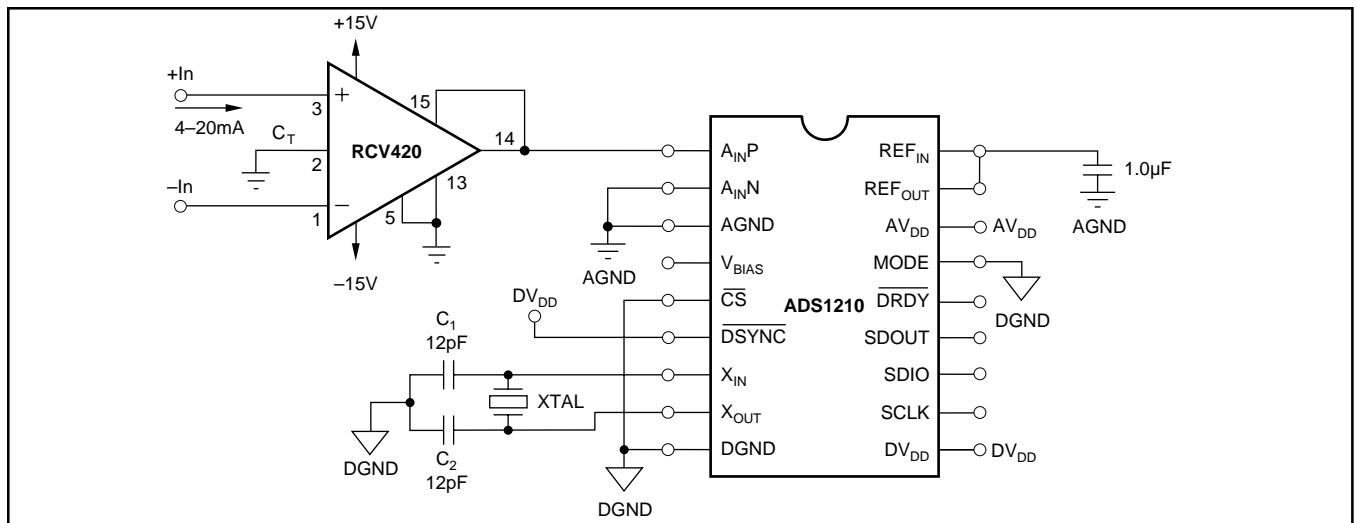 +15V
+In
3
+
15
4–20mA
C_T
2
RCV420
14
13
–In
1
–
5
–15V
A_INP
A_INN
AGND
V_BIAS
CS
DSYNC
X_IN
X_OUT
DGND
ADS1210
REF_IN
REF_OUT
AV_DD
MODE
DRDY
SDOUT
SDIO
SCLK
DV_DD
1.0µF
AGND
AV_DD
DGND
DV_DD
AGND
DV_DD
C_1
12pF
XTAL
DGND
C_2
12pF
DGND